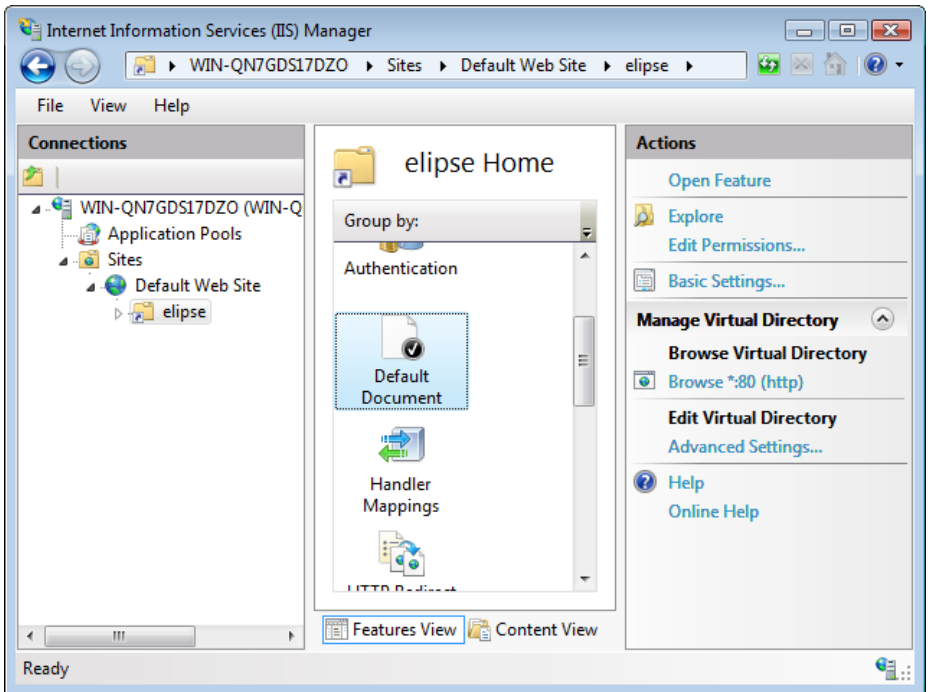 Internet Information Services (IIS) Manager
WIN-QN7GDS17DZO Sites Default Web Site elipse
File View Help
Connections
WIN-QN7GDS17DZO (WIN-Q
Application Pools
Sites
Default Web Site
elipse
elipse Home
Group by:
Authentication
Default
Document
Handler
Mappings
HTTP Redirect
Features View Content View
Actions
Open Feature
Explore
Edit Permissions...
Basic Settings...
Manage Virtual Directory
Browse Virtual Directory
Browse *:80 (http)
Edit Virtual Directory
Advanced Settings...
Help
Online Help
Ready